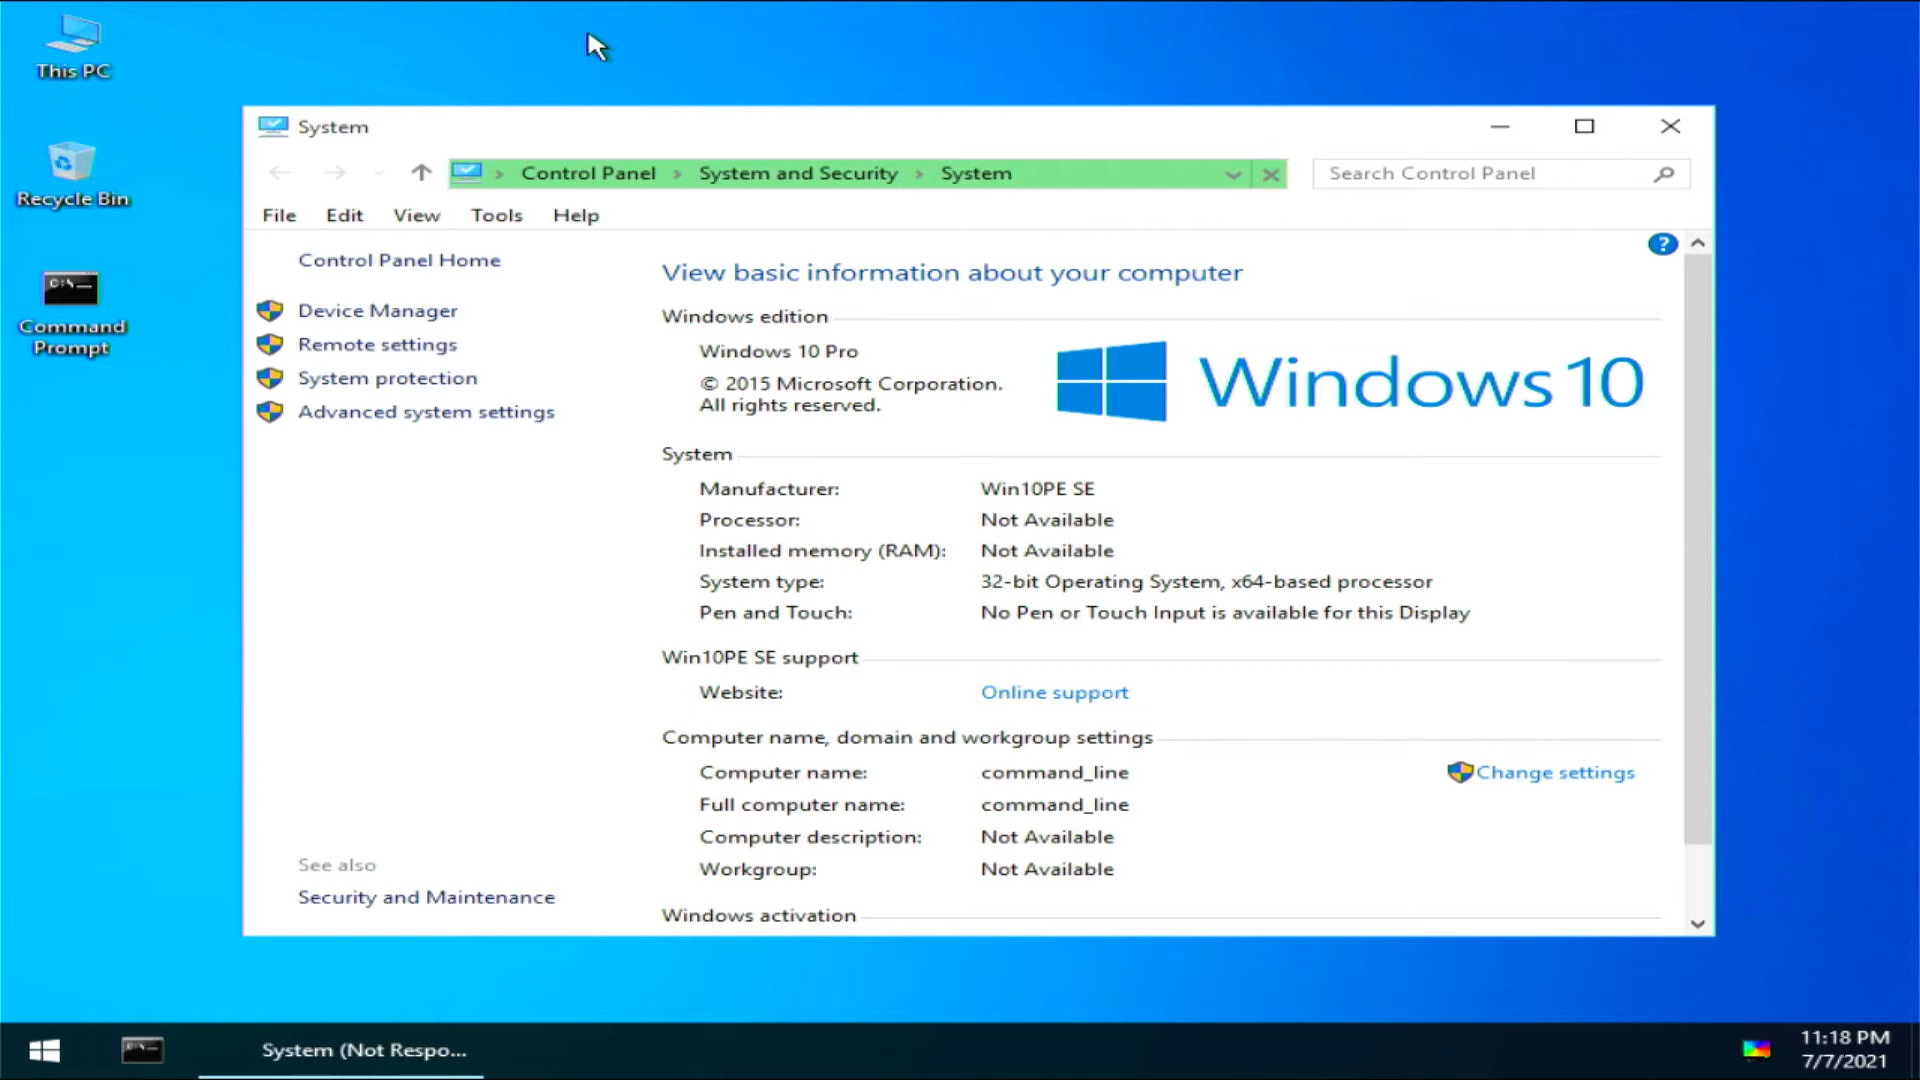 This PC
Recycle Bin
C:\_
Command
Prompt
System
Control Panel
System and Security
System
Search Control Panel
File
Edit
View
Tools
Help
?
Control Panel Home
Device Manager
Remote settings
System protection
Advanced system settings
See also
Security and Maintenance
View basic information about your computer
Windows edition
Windows 10 Pro
© 2015 Microsoft Corporation.
All rights reserved.
Windows 10
System
Manufacturer: Win10PE SE
Processor: Not Available
Installed memory (RAM): Not Available
System type: 32-bit Operating System, x64-based processor
Pen and Touch: No Pen or Touch Input is available for this Display
Win10PE SE support
Website: Online support
Computer name, domain and workgroup settings
Computer name: command_line
Change settings
Full computer name: command_line
Computer description: Not Available
Workgroup: Not Available
Windows activation
System (Not Respo...
11:18 PM
7/7/2021